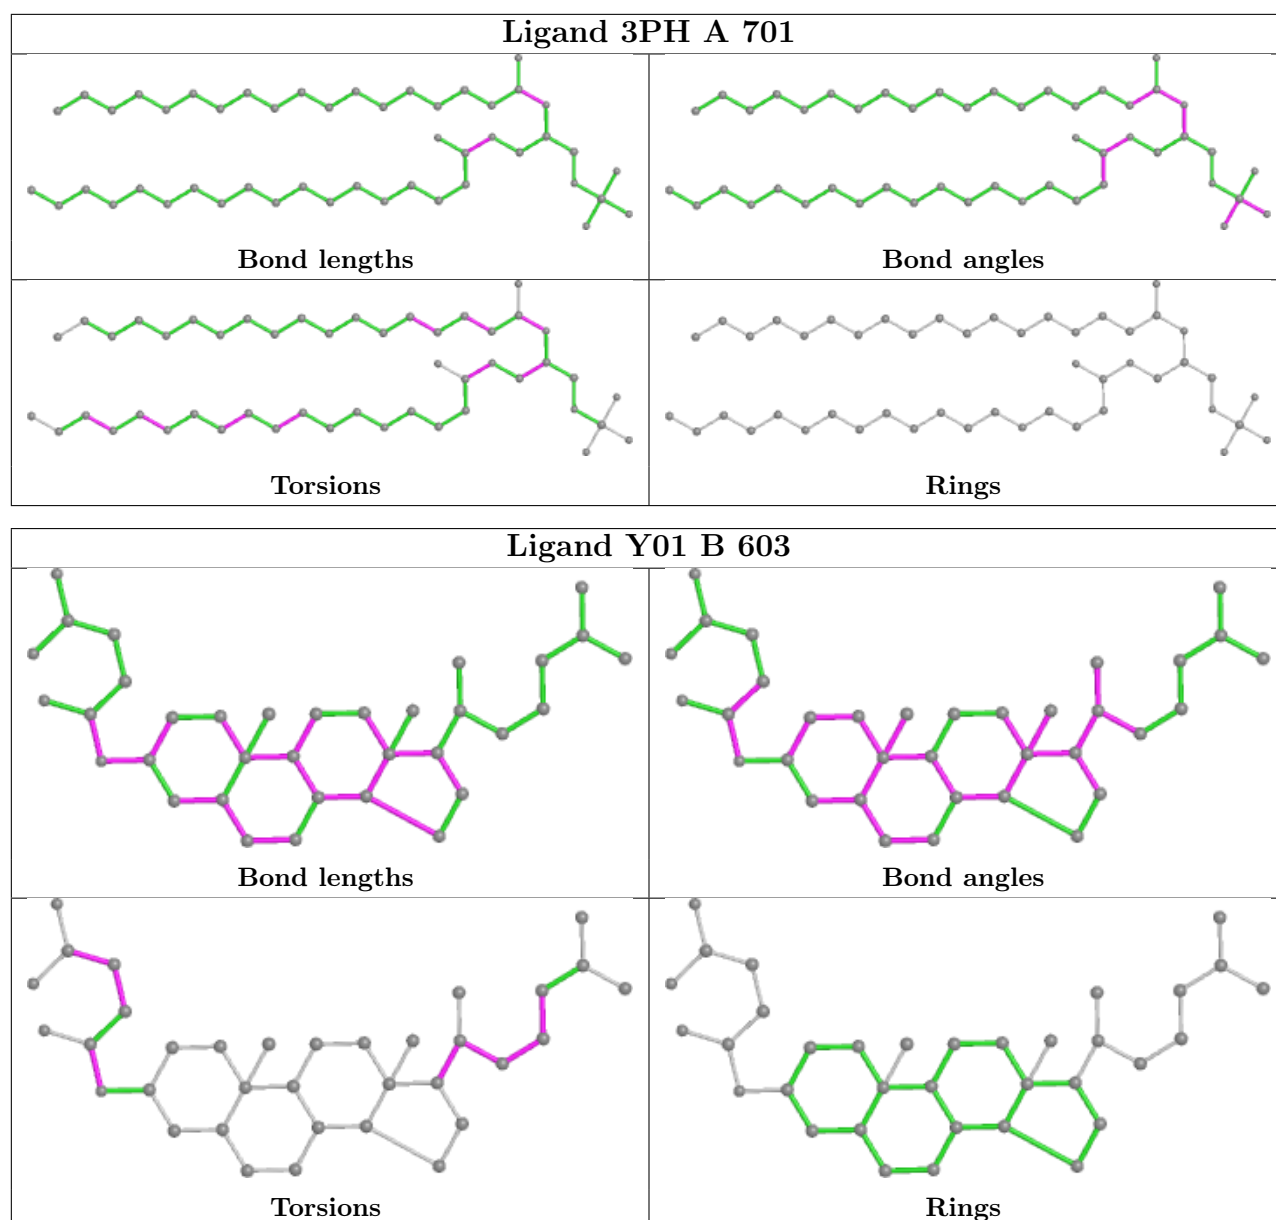 Ligand 3PH A 701
Bond lengths
Bond angles
Torsions
Rings
Ligand Y01 B 603
Bond lengths
Bond angles
Torsions
Rings